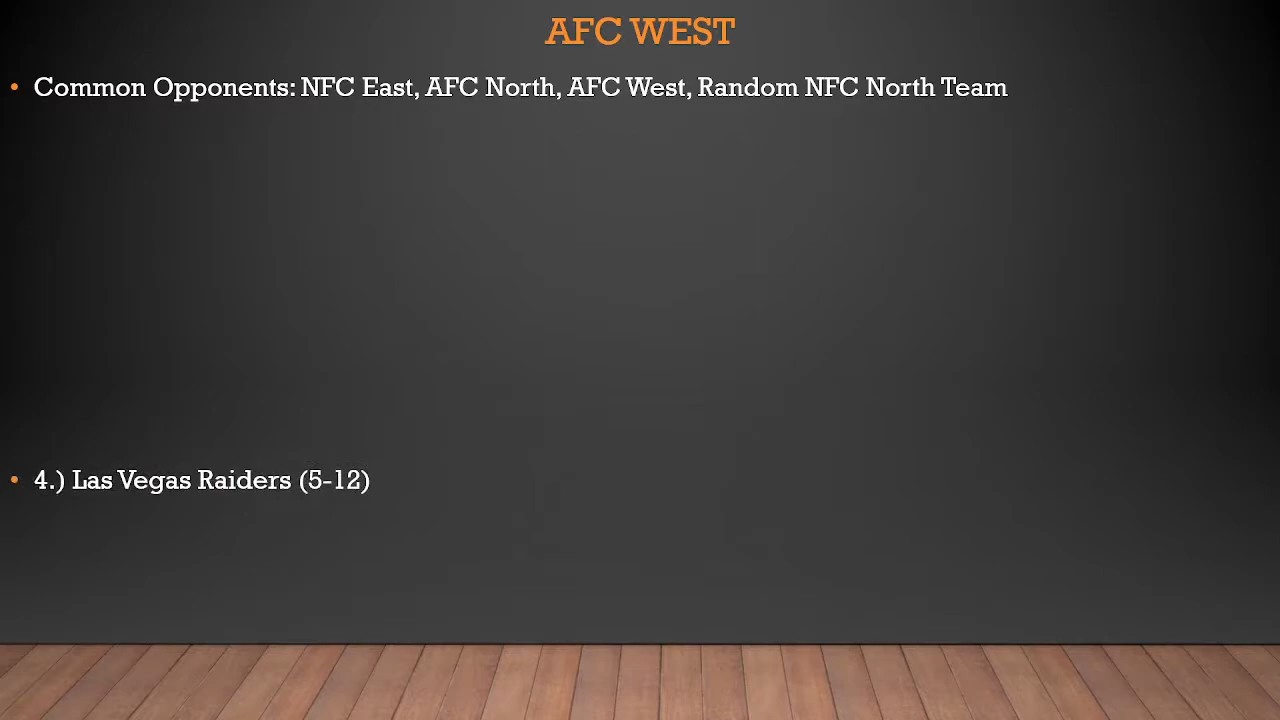 AFC WEST
• Common Opponents: NFC East, AFC North, AFC West, Random NFC North Team
• 4.) Las Vegas Raiders (5-12)